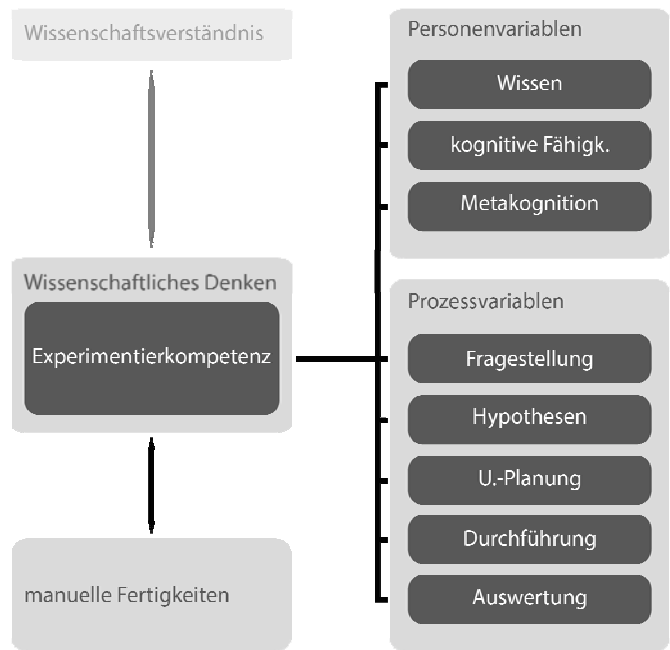 Wissenschaftsverständnis
Wissenschaftliches Denken
Experimentierkompetenz
manuelle Fertigkeiten
Personenvariablen
Wissen
kognitive Fähigk.
Metakognition
Prozessvariablen
Fragestellung
Hypothesen
U.-Planung
Durchführung
Auswertung